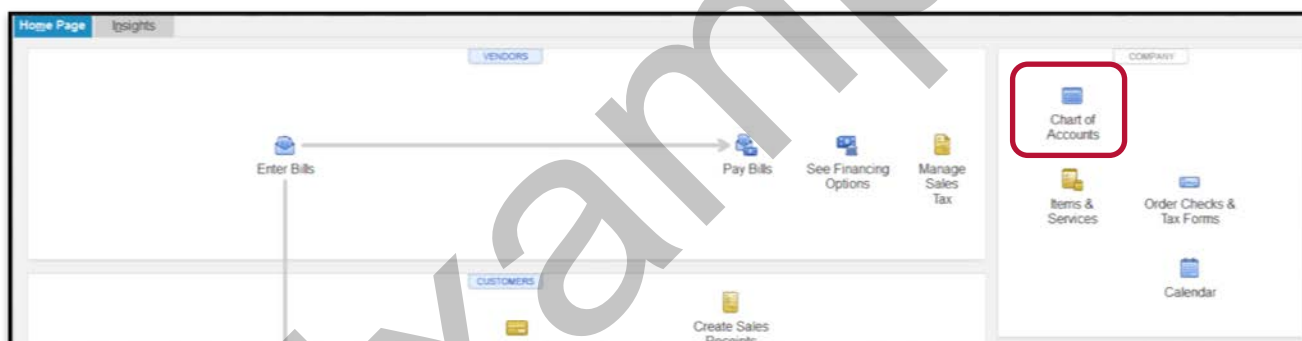 Home Page Insights
VENDORS
COMPANY
Chart of
Accounts
Enter Bills
Pay Bills
See Financing
Options
Manage
Sales
Tax
Items &
Services
Order Checks &
Tax Forms
CUSTOMERS
Calendar
Create Sales
Receipts